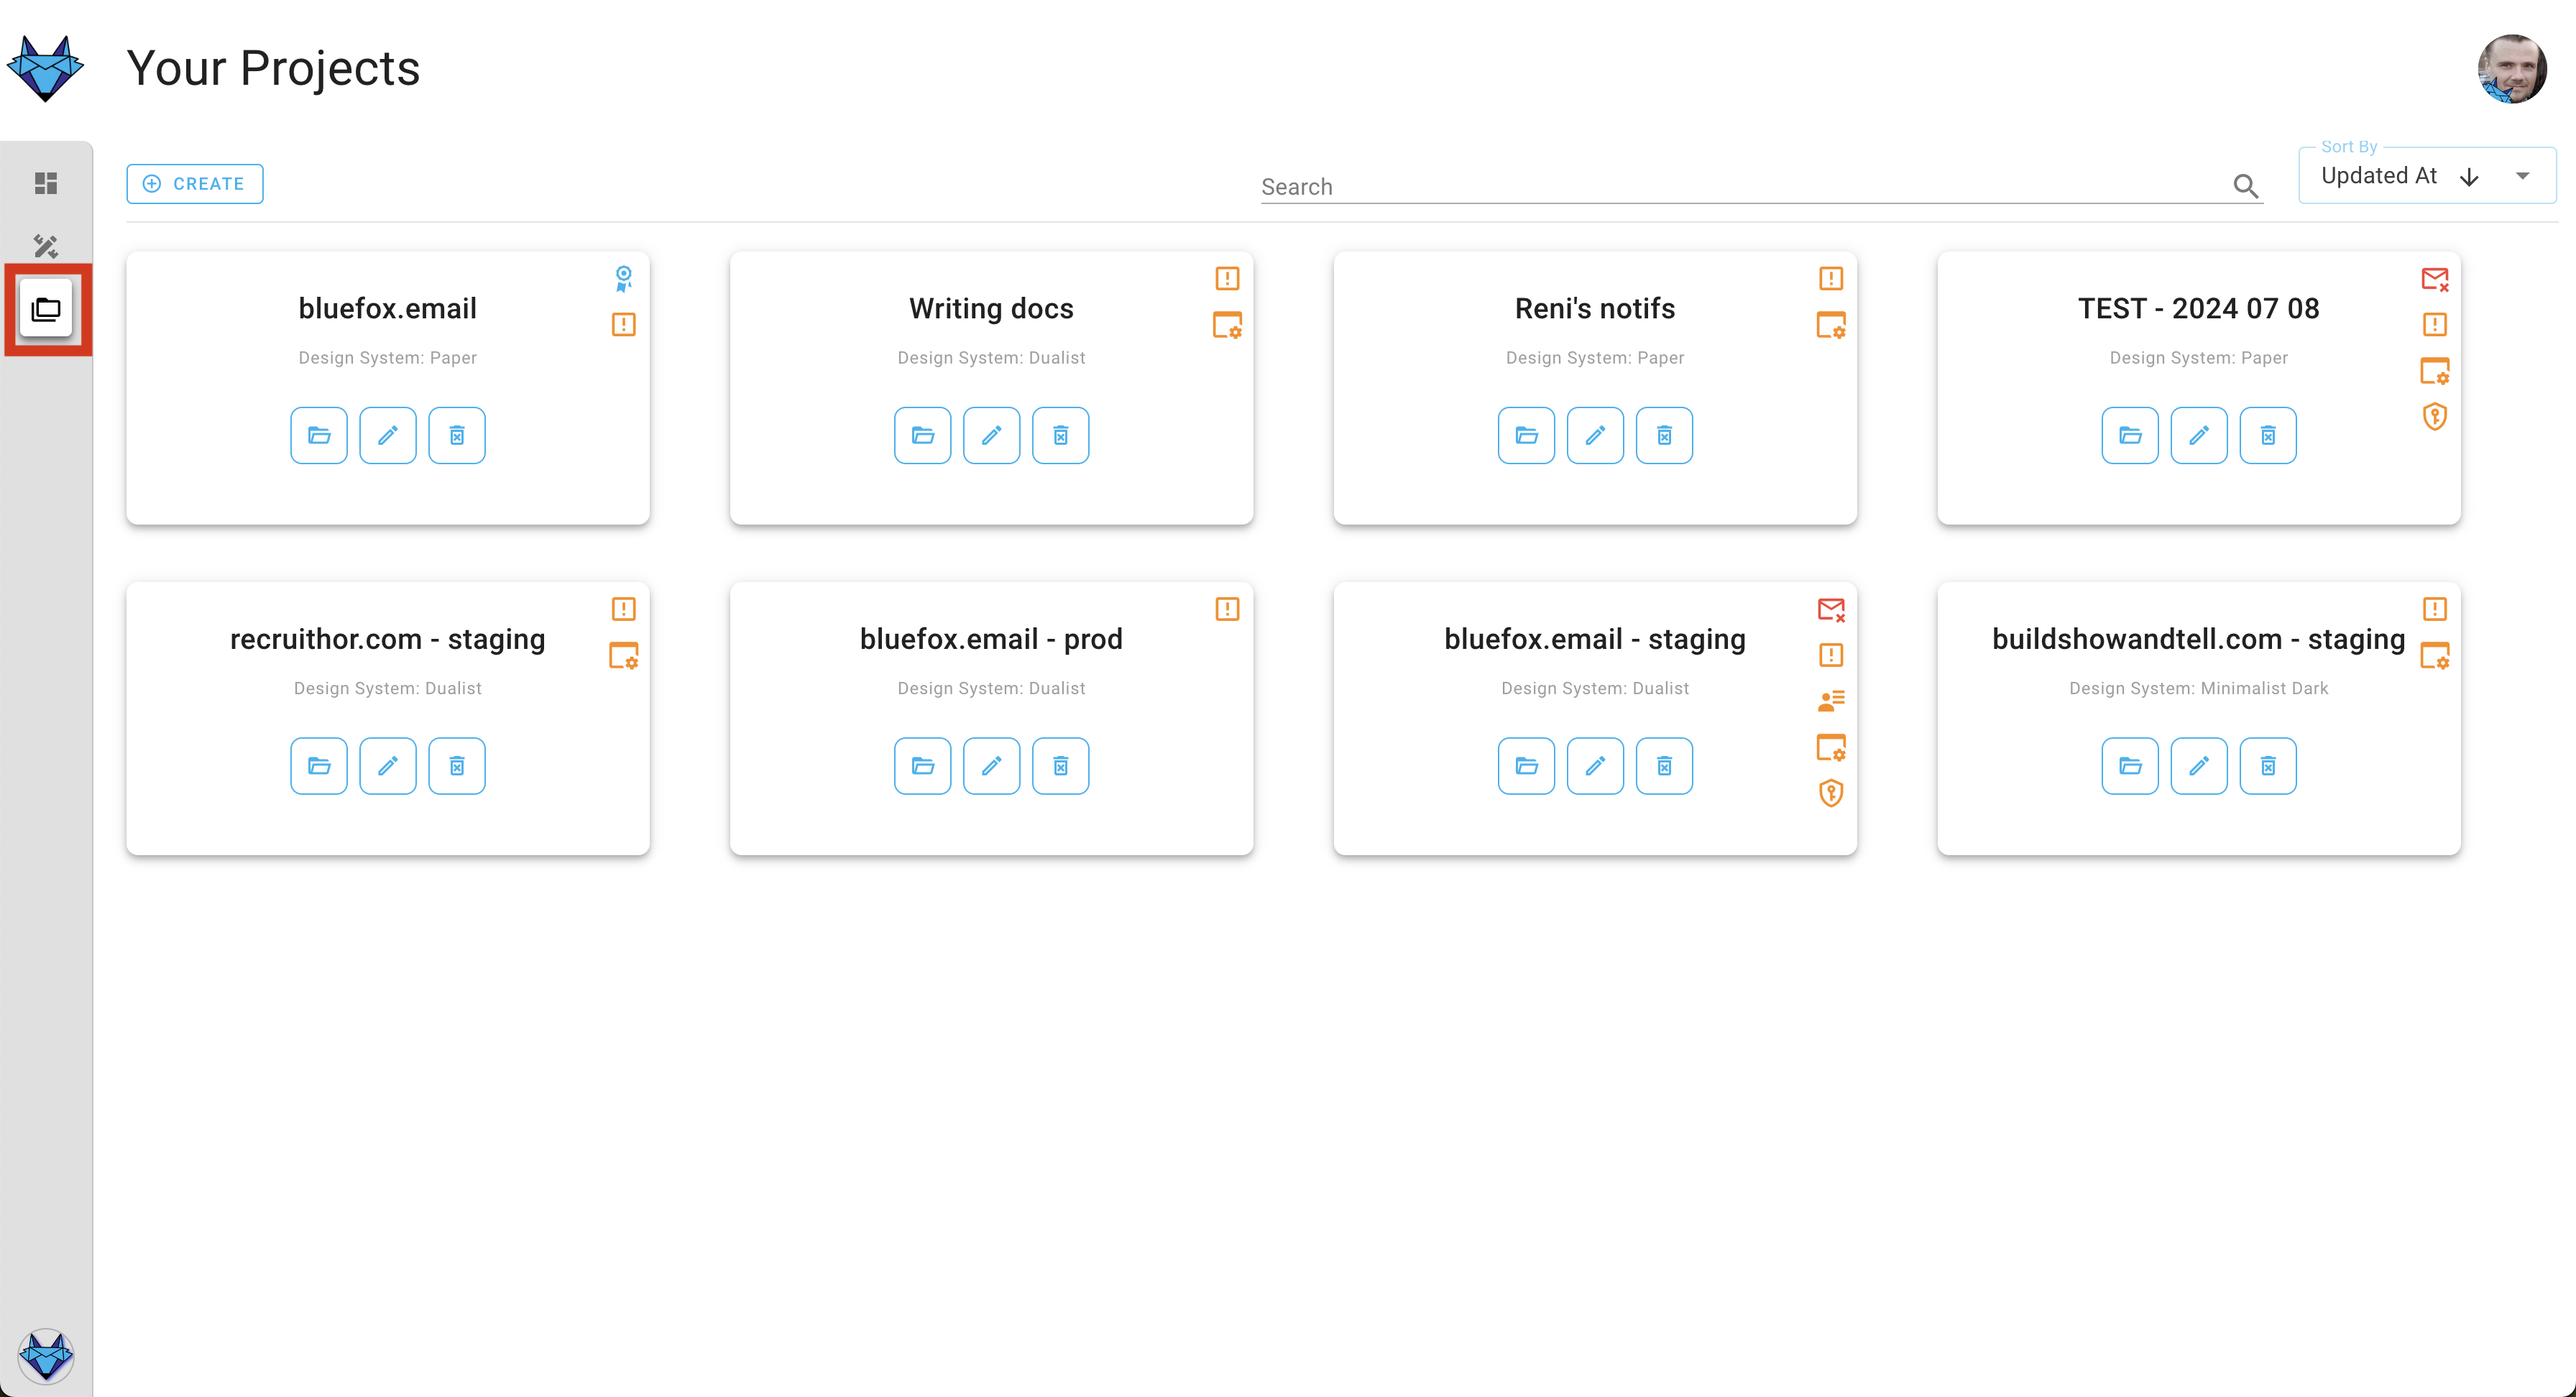 Your Projects
CREATE
Search
Sort By
Updated At
bluefox.email
Design System: Paper
Writing docs
Design System: Dualist
Reni's notifs
Design System: Paper
TEST - 2024 07 08
Design System: Paper
recruithor.com - staging
Design System: Dualist
bluefox.email - prod
Design System: Dualist
bluefox.email - staging
Design System: Dualist
buildshowandtell.com - staging
Design System: Minimalist Dark